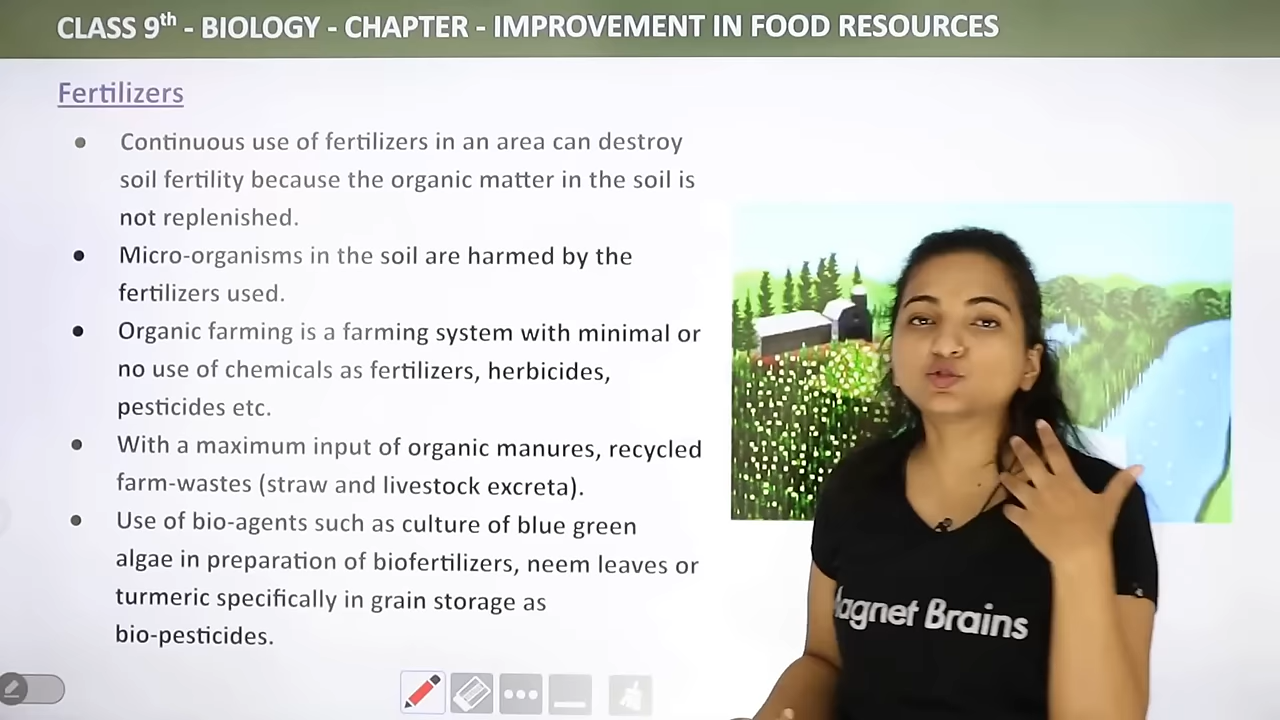 CLASS 9th - BIOLOGY - CHAPTER - IMPROVEMENT IN FOOD RESOURCES
Fertilizers
• Continuous use of fertilizers in an area can destroy
soil fertility because the organic matter in the soil is
not replenished.
• Micro-organisms in the soil are harmed by the
fertilizers used.
• Organic farming is a farming system with minimal or
no use of chemicals as fertilizers, herbicides,
pesticides etc.
• With a maximum input of organic manures, recycled
farm-wastes (straw and livestock excreta).
• Use of bio-agents such as culture of blue green
algae in preparation of biofertilizers, neem leaves or
turmeric specifically in grain storage as
bio-pesticides.
Magnet Brains